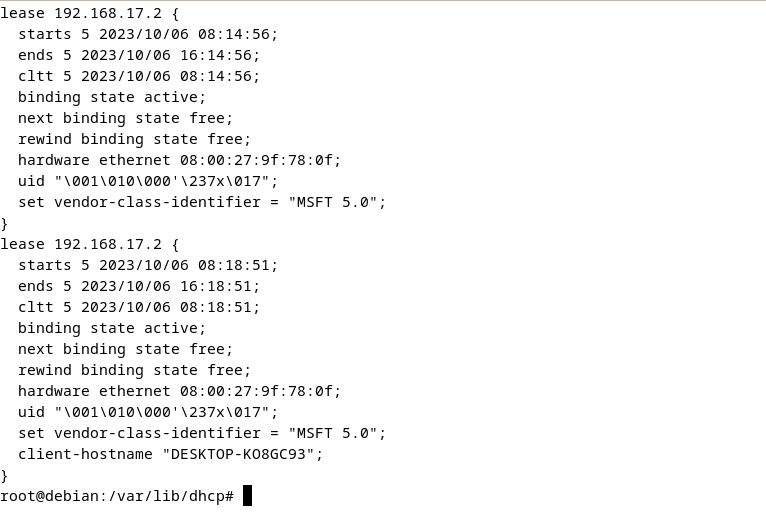 lease 192.168.17.2 {
  starts 5 2023/10/06 08:14:56;
  ends 5 2023/10/06 16:14:56;
  cltt 5 2023/10/06 08:14:56;
  binding state active;
  next binding state free;
  rewind binding state free;
  hardware ethernet 08:00:27:9f:78:0f;
  uid "\001\010\000'\237x\017";
  set vendor-class-identifier = "MSFT 5.0";
}
lease 192.168.17.2 {
  starts 5 2023/10/06 08:18:51;
  ends 5 2023/10/06 16:18:51;
  cltt 5 2023/10/06 08:18:51;
  binding state active;
  next binding state free;
  rewind binding state free;
  hardware ethernet 08:00:27:9f:78:0f;
  uid "\001\010\000'\237x\017";
  set vendor-class-identifier = "MSFT 5.0";
  client-hostname "DESKTOP-KO8GC93";
}
root@debian:/var/lib/dhcp#